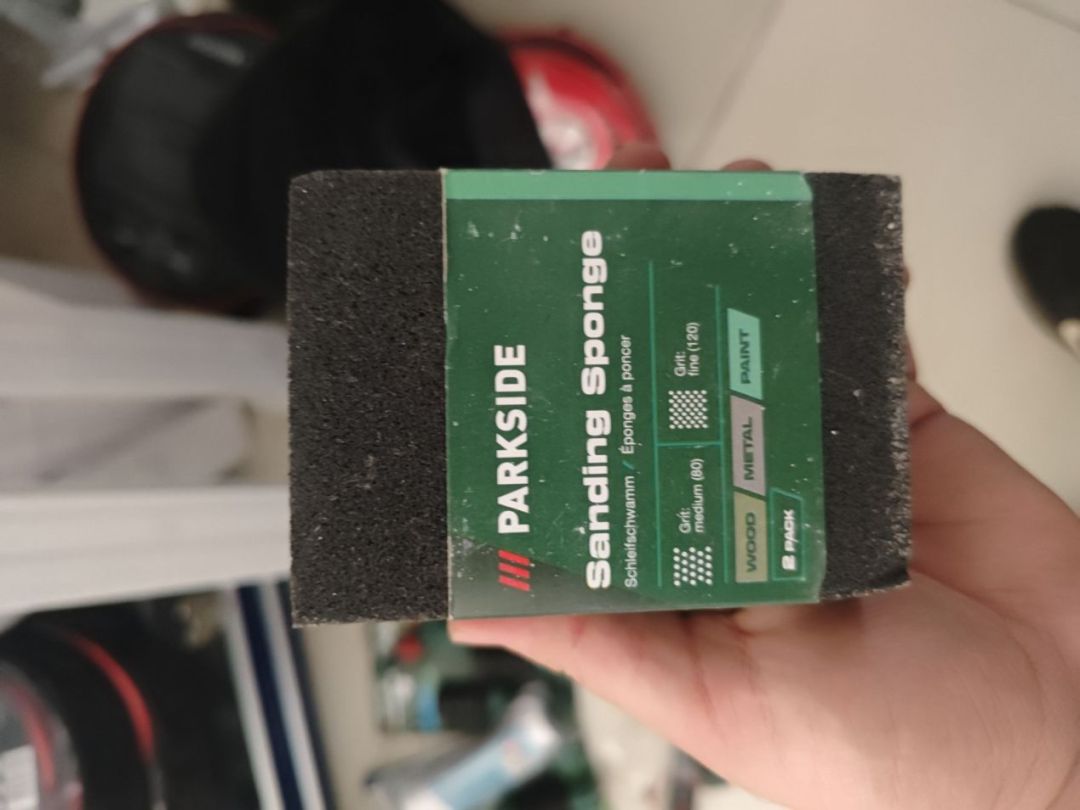 PARKSIDE
Sanding Sponge
Schleifschwamm / Éponges à poncer
Grit:
medium (80)
Grit:
fine (120)
WOOD METAL PAINT
2 PACK